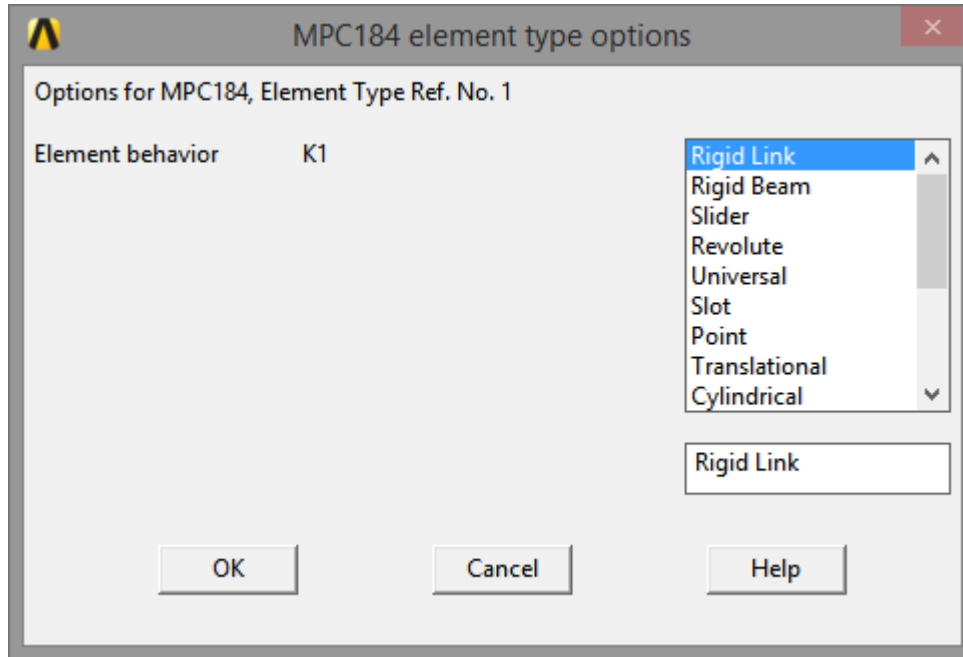 MPC184 element type options
Options for MPC184, Element Type Ref. No. 1
Element behavior K1
Rigid Link
Rigid Beam
Slider
Revolute
Universal
Slot
Point
Translational
Cylindrical
Rigid Link
OK Cancel Help